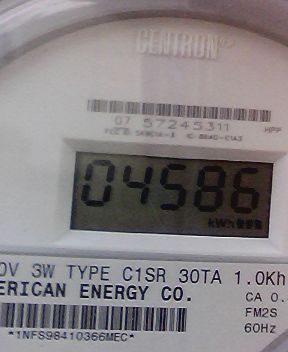 CENTRON
07 57245311
HPP
04586
kWh
0V 3W TYPE C1SR 30TA 1.0Kh
ERICAN ENERGY CO.
CA 0.
FM2S
60Hz
*1NFS98410366MEC*